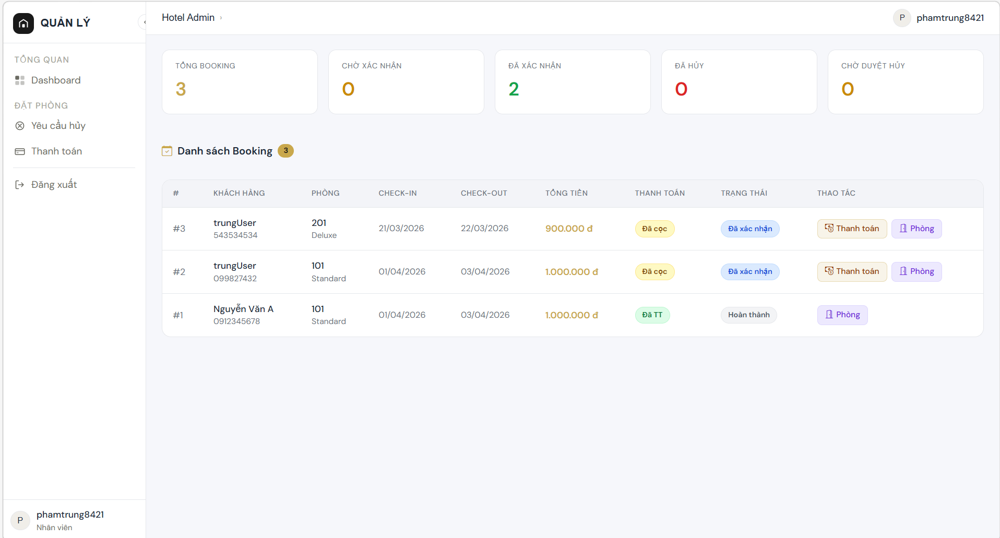 QUẢN LÝ
Hotel Admin ›
P phamtrung8421
TỔNG QUAN
Dashboard
ĐẶT PHÒNG
Yêu cầu hủy
Thanh toán
Đăng xuất
TỔNG BOOKING
3
CHỜ XÁC NHẬN
0
ĐÃ XÁC NHẬN
2
ĐÃ HỦY
0
CHỜ DUYỆT HỦY
0
Danh sách Booking 3
# KHÁCH HÀNG PHÒNG CHECK-IN CHECK-OUT TỔNG TIỀN THANH TOÁN TRẠNG THÁI THAO TÁC
#3 trungUser 201 21/03/2026 22/03/2026 900.000 đ Đã cọc Đã xác nhận Thanh toán Phòng
543534534 Deluxe
#2 trungUser 101 01/04/2026 03/04/2026 1.000.000 đ Đã cọc Đã xác nhận Thanh toán Phòng
099827432 Standard
#1 Nguyễn Văn A 101 01/04/2026 03/04/2026 1.000.000 đ Đã TT Hoàn thành Phòng
0912345678 Standard
P phamtrung8421
Nhân viên